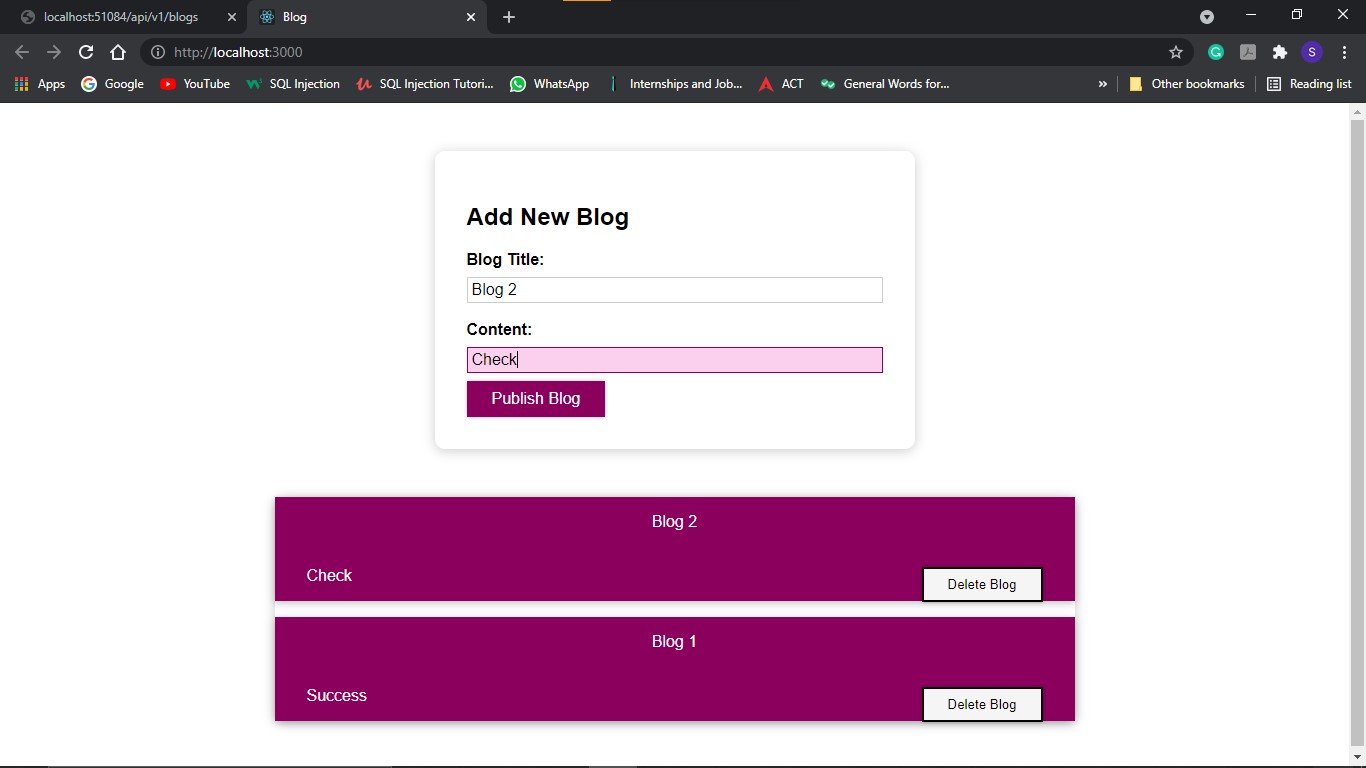 localhost:51084/api/v1/blogs
Blog
http://localhost:3000
S
Apps
Google
YouTube
SQL Injection
SQL Injection Tutori...
WhatsApp
Internships and Job...
ACT
General Words for...
»
Other bookmarks
Reading list
Add New Blog
Blog Title:
Blog 2
Content:
Check
Publish Blog
Blog 2
Check
Delete Blog
Blog 1
Success
Delete Blog